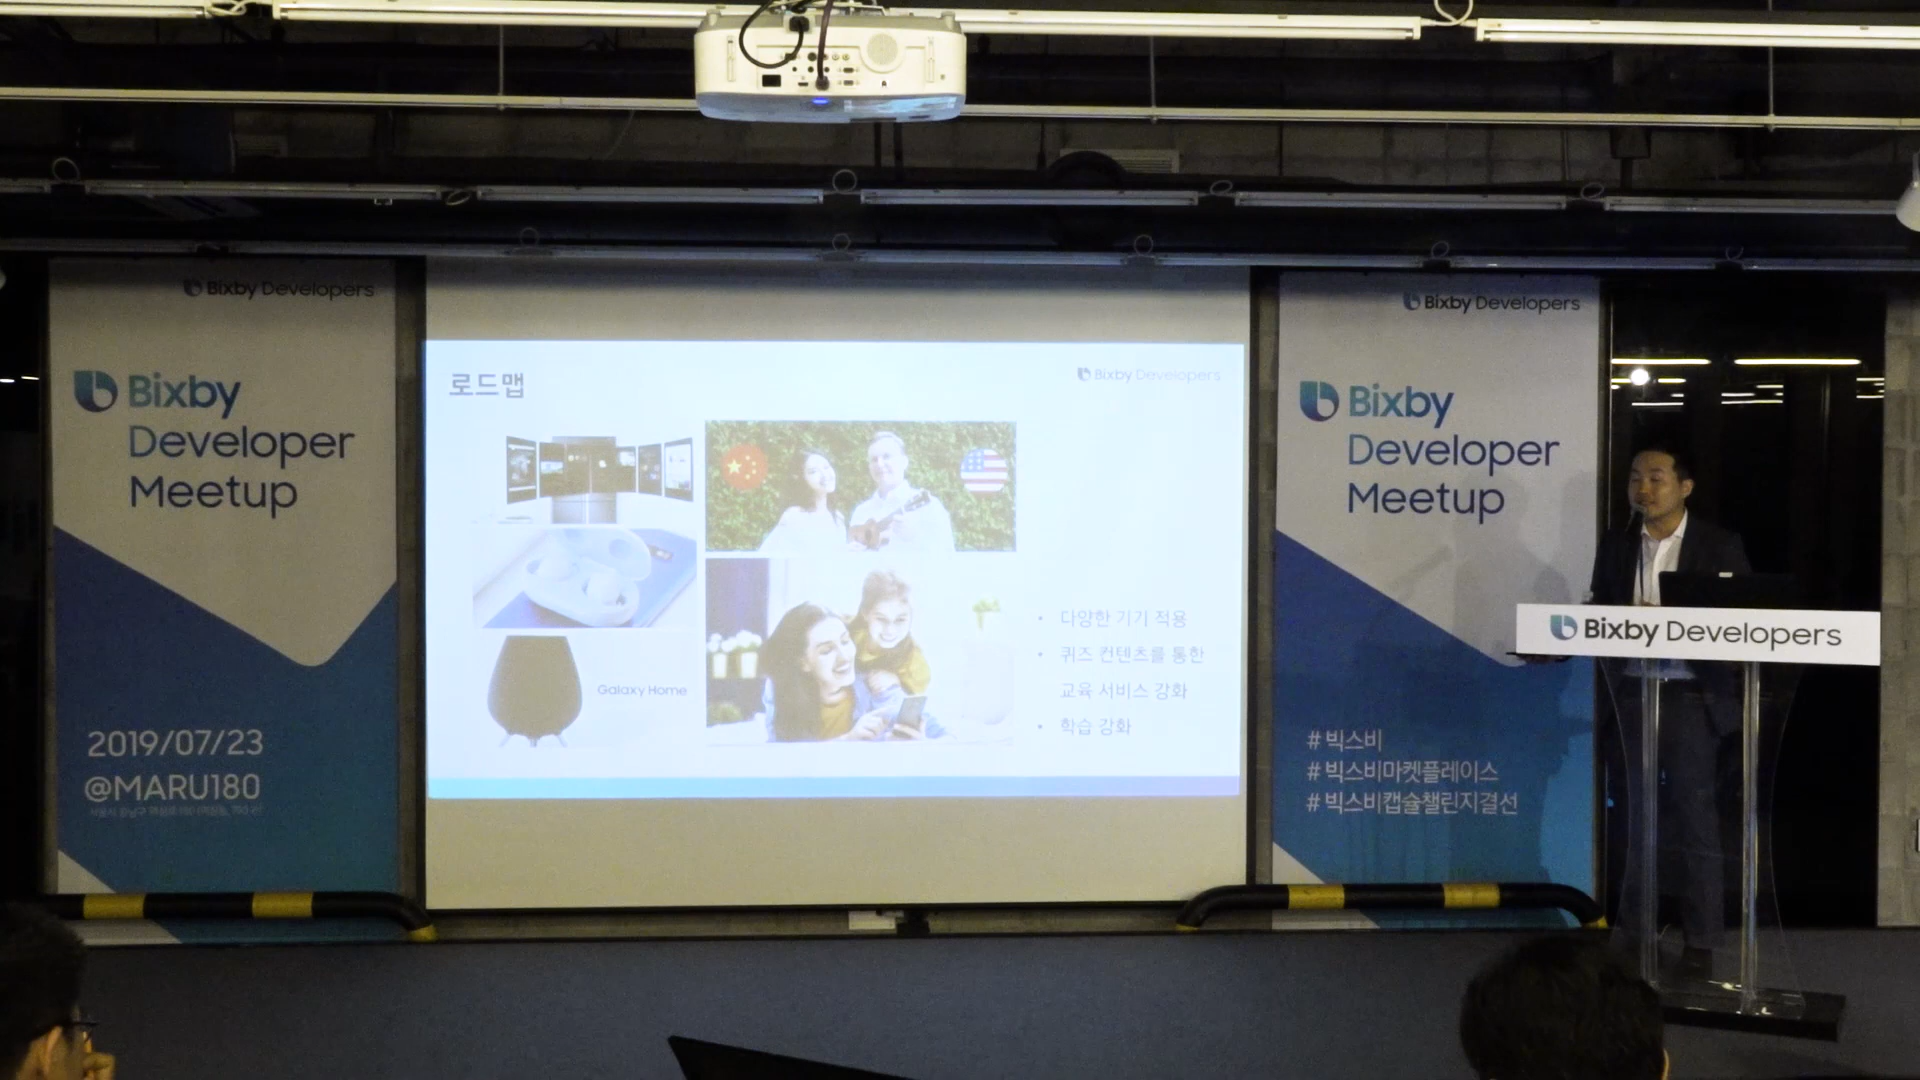 Bixby Developers
Bixby
Developer
Meetup
2019/07/23
@MARU180
로드맵
Bixby Developers
Galaxy Home
• 다양한 기기 적용
• 퀴즈 컨텐츠를 통한
교육 서비스 강화
• 학습 강화
Bixby Developers
Bixby
Developer
Meetup
#빅스비
#빅스비마켓플레이스
#빅스비캡슐챌린지결선
Bixby Developers